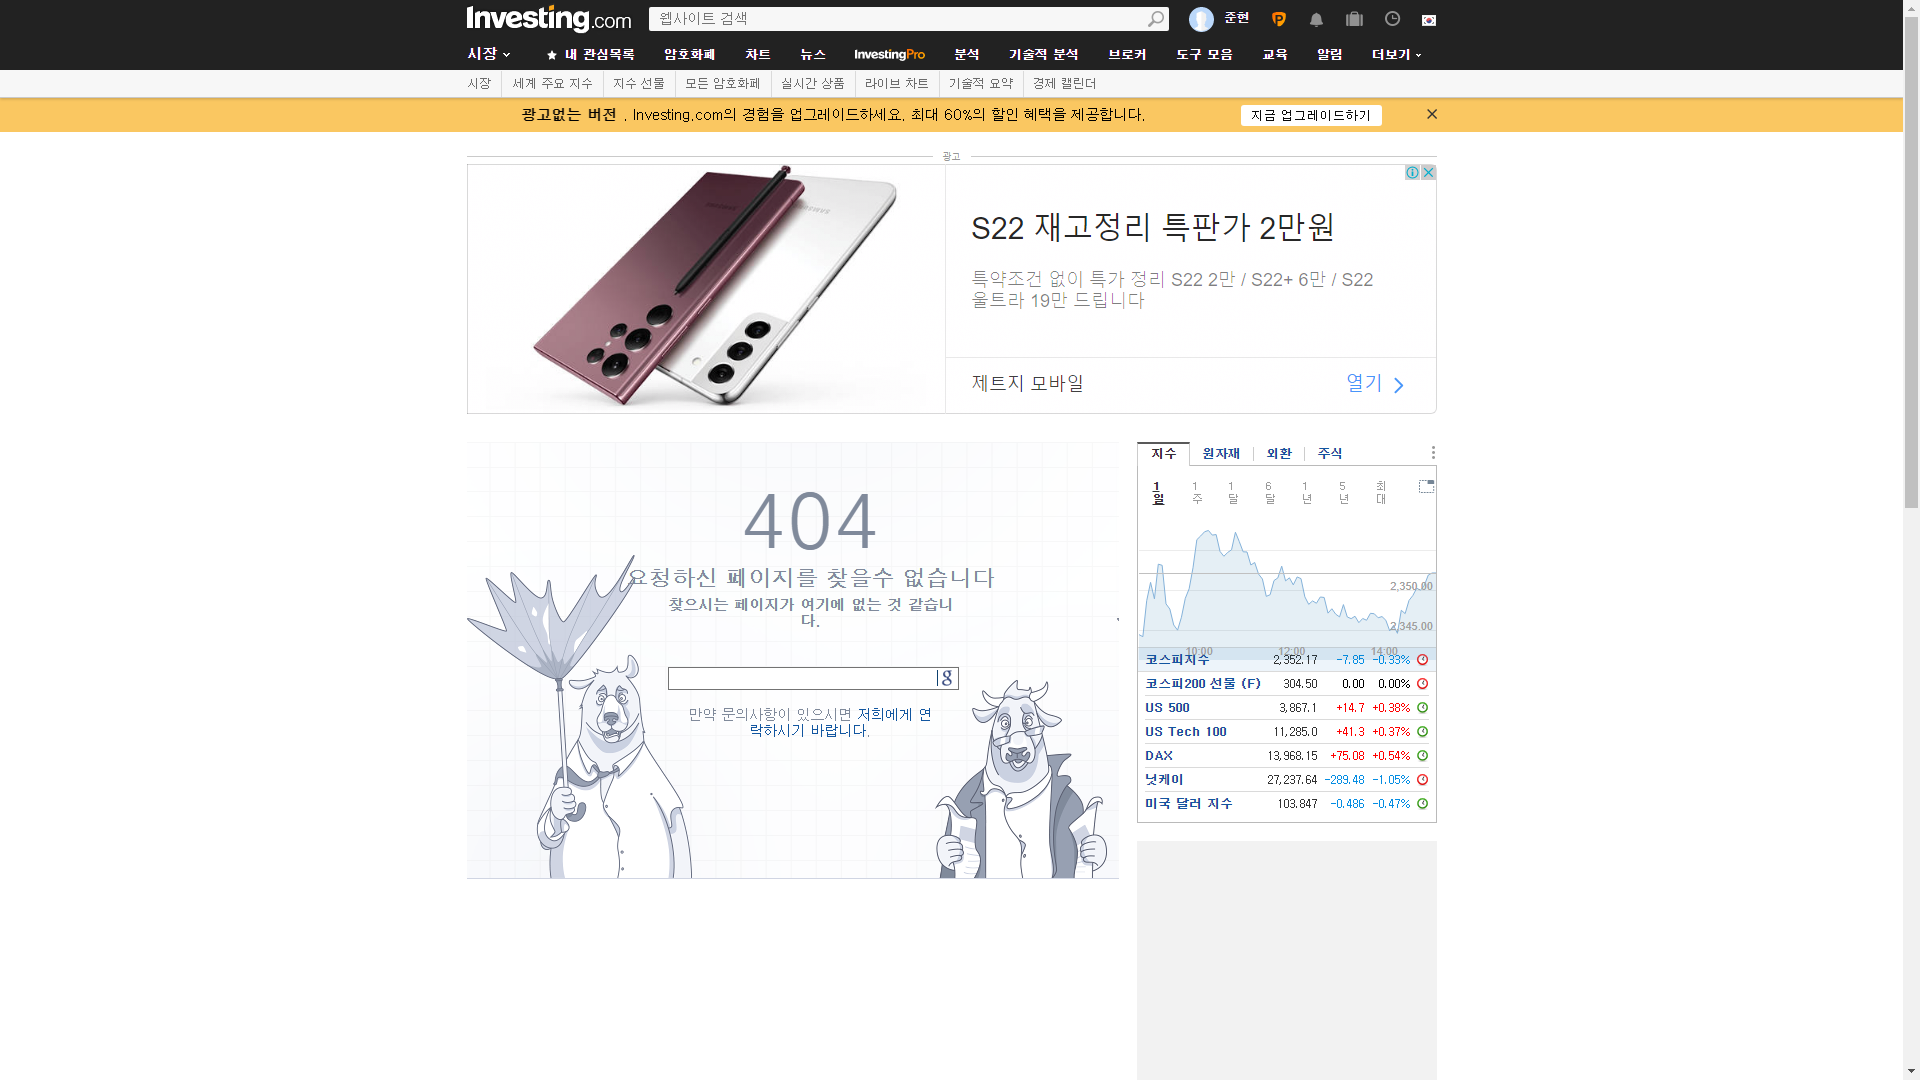 Investing.com
웹사이트 검색
준현
시장
내 관심목록
암호화폐
차트
뉴스
InvestingPro
분석
기술적 분석
브로커
도구 모음
교육
알림
더보기
시장
세계 주요 지수
지수 선물
모든 암호화폐
실시간 상품
라이브 차트
기술적 요약
경제 캘린더
광고없는 버전 . Investing.com의 경험을 업그레이드하세요. 최대 60%의 할인 혜택을 제공합니다.
지금 업그레이드하기
광고
S22 재고정리 특판가 2만원
특약조건 없이 특가 정리 S22 2만 / S22+ 6만 / S22
울트라 19만 드립니다
제트지 모바일
열기
404
요청하신 페이지를 찾을수 없습니다
찾으시는 페이지가 여기에 없는 것 같습니
다.
g
만약 문의사항이 있으시면 저희에게 연
락하시기 바랍니다.
지수
원자재
외환
주식
1일
1주
1달
6달
1년
5년
최대
2,350.00
2,345.00
10:00
12:00
14:00
코스피지수 2,352.17 -7.85 -0.33%
코스피200 선물 (F) 304.50 0.00 0.00%
US 500 3,867.1 +14.7 +0.38%
US Tech 100 11,285.0 +41.3 +0.37%
DAX 13,968.15 +75.08 +0.54%
닛케이 27,237.64 -289.48 -1.05%
미국 달러 지수 103.847 -0.486 -0.47%